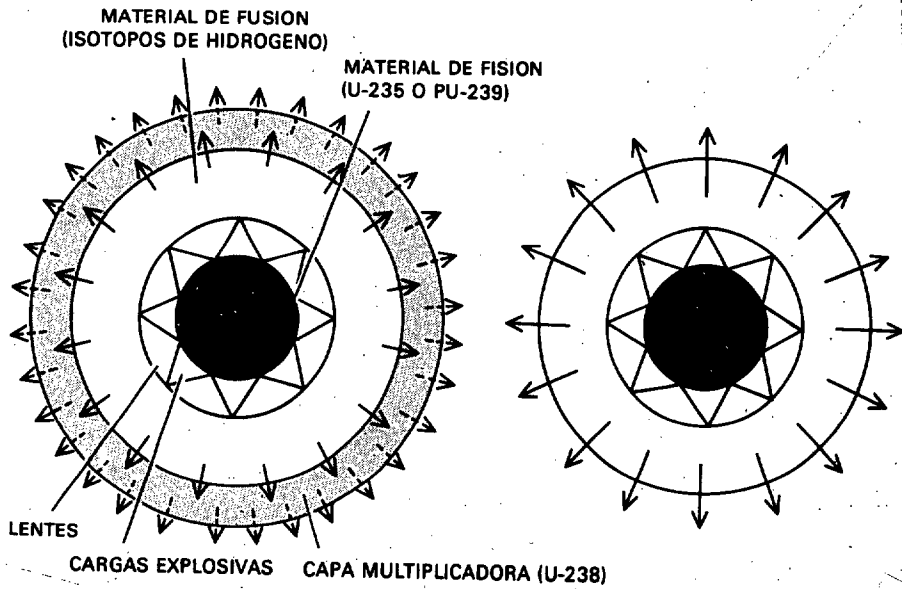 MATERIAL DE FUSION
(ISOTOPOS DE HIDROGENO)
MATERIAL DE FISION
(U-235 O PU-239)
LENTES
CARGAS EXPLOSIVAS
CAPA MULTIPLICADORA (U-238)